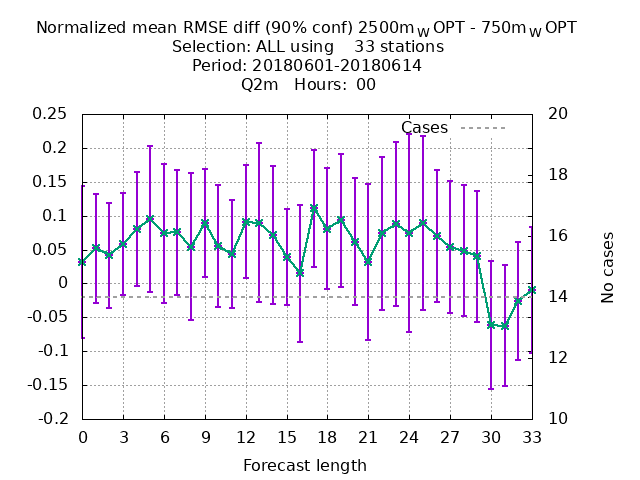 Normalized mean RMSE diff (90% conf) 2500m_W OPT - 750m_W OPT
Selection: ALL using 33 stations
Period: 20180601-20180614
Q2m Hours: 00
Cases
0.25
0.2
0.15
0.1
0.05
0
-0.05
-0.1
-0.15
-0.2
20
18
16
14
12
10
No cases
0 3 6 9 12 15 18 21 24 27 30 33
Forecast length